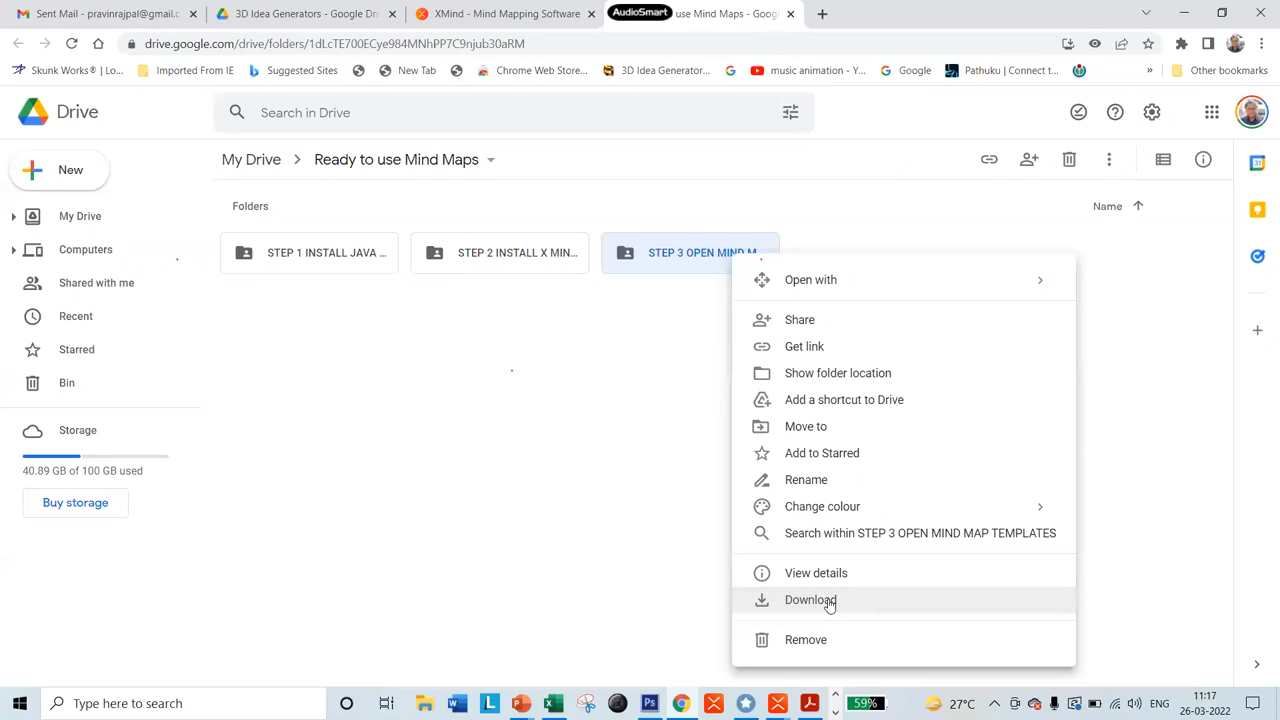 Sent Mail - arvinrajpal@gmail.c
3D Idea Generator - Google Driv
XMind - Mind Mapping Software
AudioSmart
use Mind Maps - Goog
drive.google.com/drive/folders/1dLcTE700ECye984MNhPP7C9njub30aRM
Skunk Works® | Lo...
Imported From IE
Suggested Sites
New Tab
Chrome Web Store...
3D Idea Generator...
music animation - Y...
Google
Pathuku | Connect t...
»
Other bookmarks
Drive
Search in Drive
New
My Drive
Ready to use Mind Maps
My Drive
Computers
Shared with me
Recent
Starred
Bin
Storage
40.89 GB of 100 GB used
Buy storage
Folders
Name
STEP 1 INSTALL JAVA ...
STEP 2 INSTALL X MIN...
STEP 3 OPEN MIND M
Open with
Share
Get link
Show folder location
Add a shortcut to Drive
Move to
Add to Starred
Rename
Change colour
Search within STEP 3 OPEN MIND MAP TEMPLATES
View details
Download
Remove
Type here to search
59%
27°C
ENG
11:17
26-03-2022